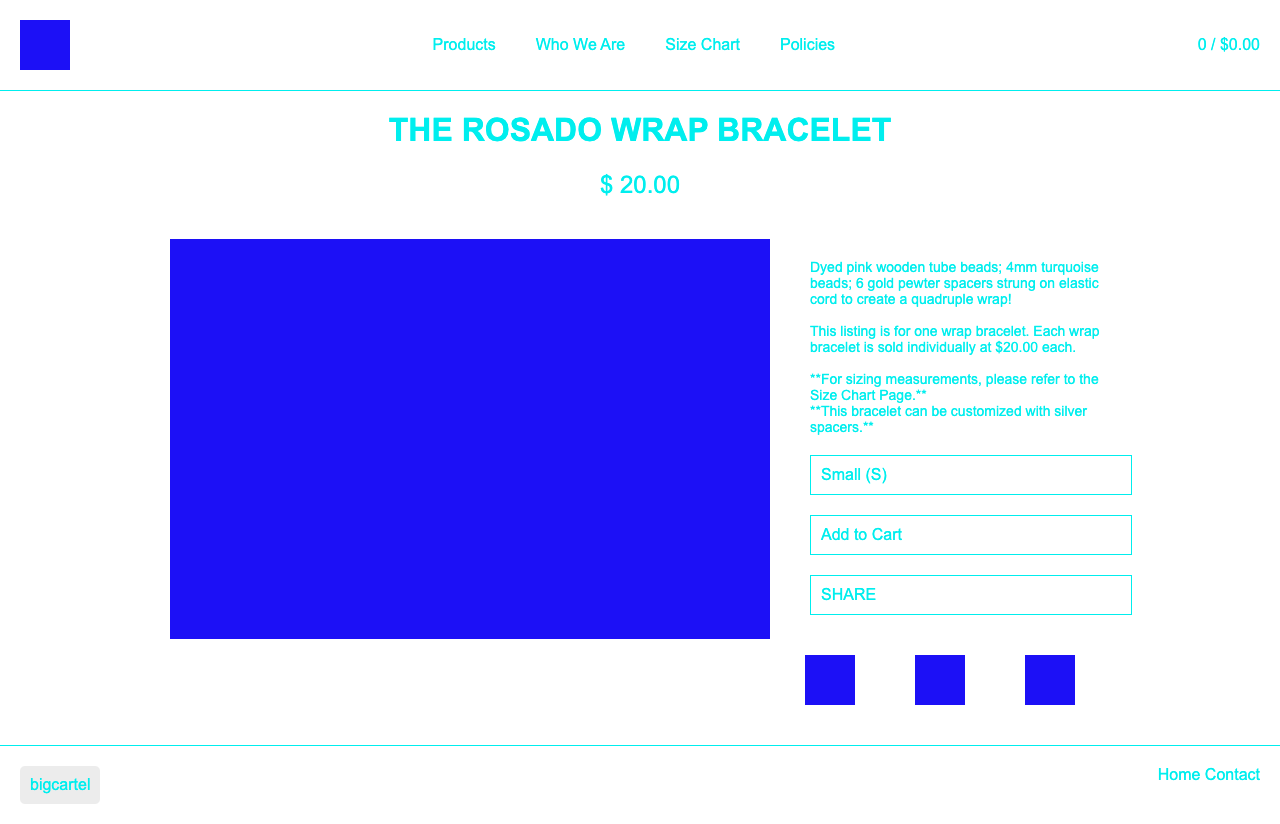 Products Who We Are Size Chart Policies 0 / $0.00
THE ROSADO WRAP BRACELET
$ 20.00
Dyed pink wooden tube beads; 4mm turquoise
beads; 6 gold pewter spacers strung on elastic
cord to create a quadruple wrap!
This listing is for one wrap bracelet. Each wrap
bracelet is sold individually at $20.00 each.
**For sizing measurements, please refer to the
Size Chart Page.**
**This bracelet can be customized with silver
spacers.**
Small (S)
Add to Cart
SHARE
bigcartel
Home Contact